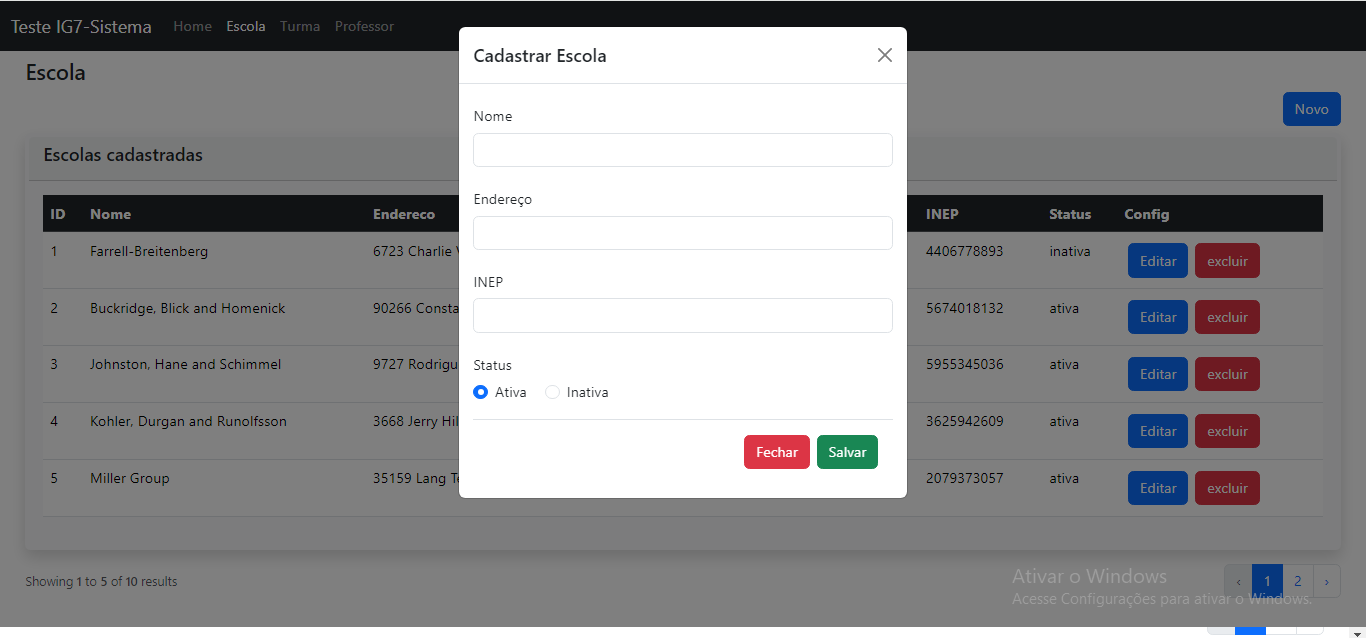 Teste IG7-Sistema Home Escola Turma Professor
Escola
Novo
Escolas cadastradas
ID Nome Endereco INEP Status Config
1 Farrell-Breitenberg 6723 Charlie 4406778893 inativa Editar excluir
2 Buckridge, Blick and Homenick 90266 Consta 5674018132 ativa Editar excluir
3 Johnston, Hane and Schimmel 9727 Rodrigu 5955345036 ativa Editar excluir
4 Kohler, Durgan and Runolfsson 3668 Jerry Hil 3625942609 ativa Editar excluir
5 Miller Group 35159 Lang 2079373057 ativa Editar excluir
Showing 1 to 5 of 10 results
‹ 1 2 ›
Cadastrar Escola
Nome
Endereço
INEP
Status
Ativa Inativa
Fechar Salvar
Ativar o Windows
Acesse Configurações para ativar o Windows.